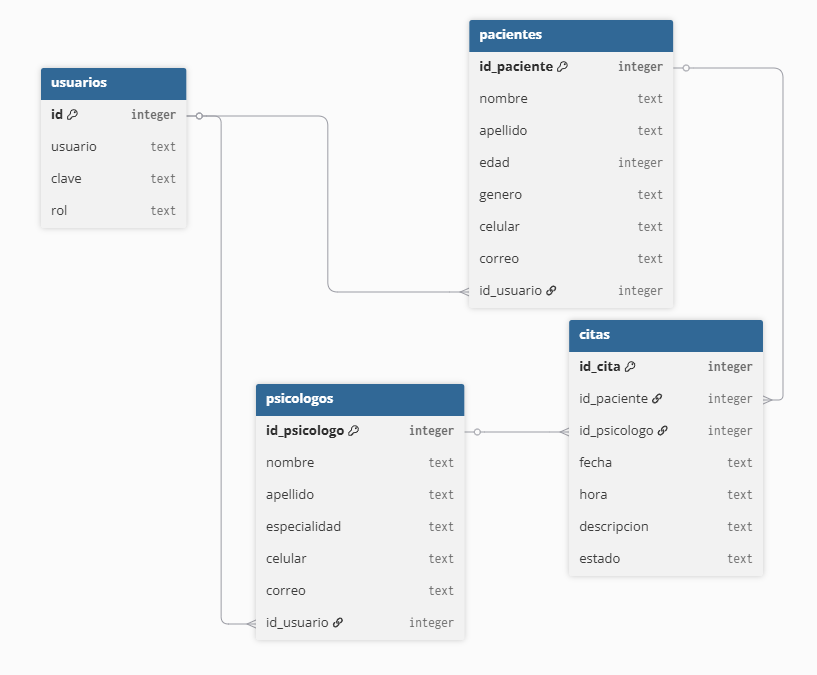 usuarios
id integer
usuario text
clave text
rol text
pacientes
id_paciente integer
nombre text
apellido text
edad integer
genero text
celular text
correo text
id_usuario integer
psicologos
id_psicologo integer
nombre text
apellido text
especialidad text
celular text
correo text
id_usuario integer
citas
id_cita integer
id_paciente integer
id_psicologo integer
fecha text
hora text
descripcion text
estado text